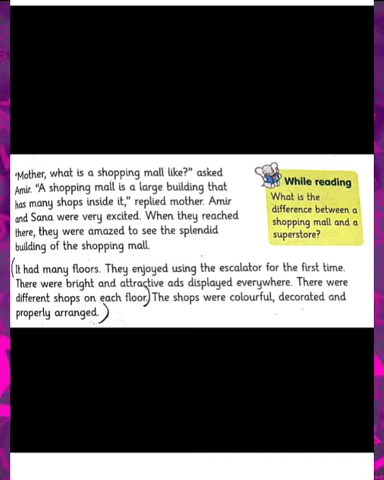 "Mother, what is a shopping mall like?" asked
Amir. "A shopping mall is a large building that
has many shops inside it," replied mother. Amir
and Sana were very excited. When they reached
there, they were amazed to see the splendid
building of the shopping mall.
While reading
What is the
difference between a
shopping mall and a
superstore?
(It had many floors. They enjoyed using the escalator for the first time.
There were bright and attractive ads displayed everywhere. There were
different shops on each floor.) The shops were colourful, decorated and
properly arranged.)